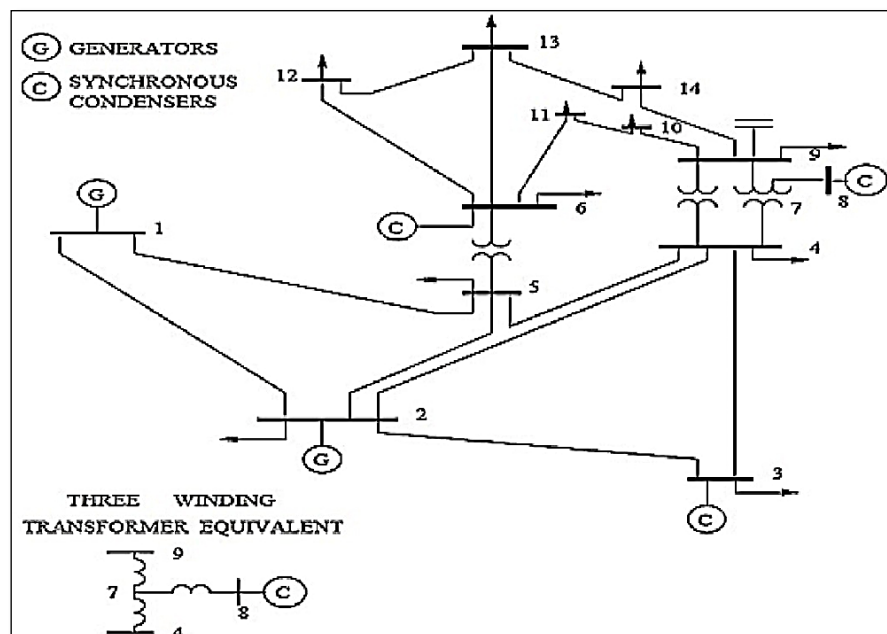 G GENERATORS
C SYNCHRONOUS
CONDENSERS
13
12
14
11
10
9
C
8
7
G
1
6
C
4
5
2
G
3
C
THREE WINDING
TRANSFORMER EQUIVALENT
9
7
C
8
4